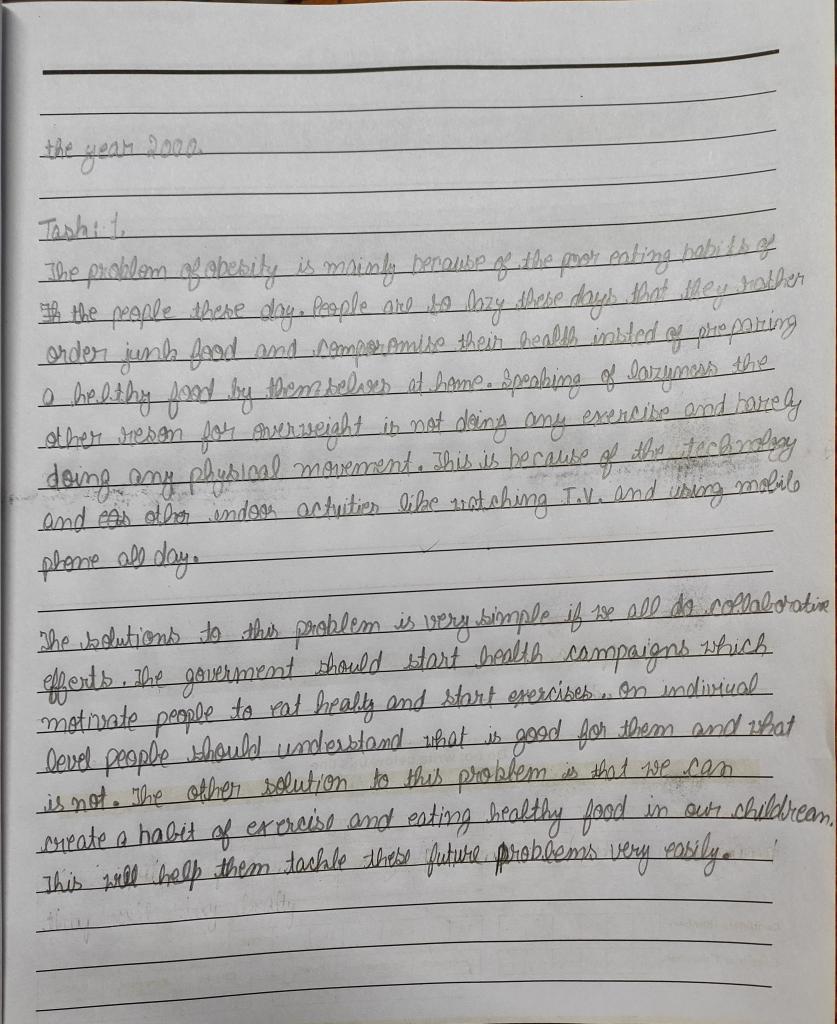 the year 2000.
Task: 1.
The problem of obesity is mainly because of the poor eating habits of
the people these day. People are so lazy these days that they rather
order junk food and compromise their health insted of preparing
a helthy food by themselves at home. Speaking of lazyness the
other reson for overweight is not doing any exercise and barely
doing any physical movement. This is because of the technology
and other indoor actvities like watching T.V. and using mobile
phone all day.
The solutions to this problem is very simple if we all do collaborative
efferts. The goverment should start health campaigns which
motivate people to eat healty and start exercises. On indiviual
level people should understand what is good for them and what
is not. The other solution to this problem is that we can
create a habit of exercise and eating healthy food in our childrean.
This will help them tackle these future problems very easily.